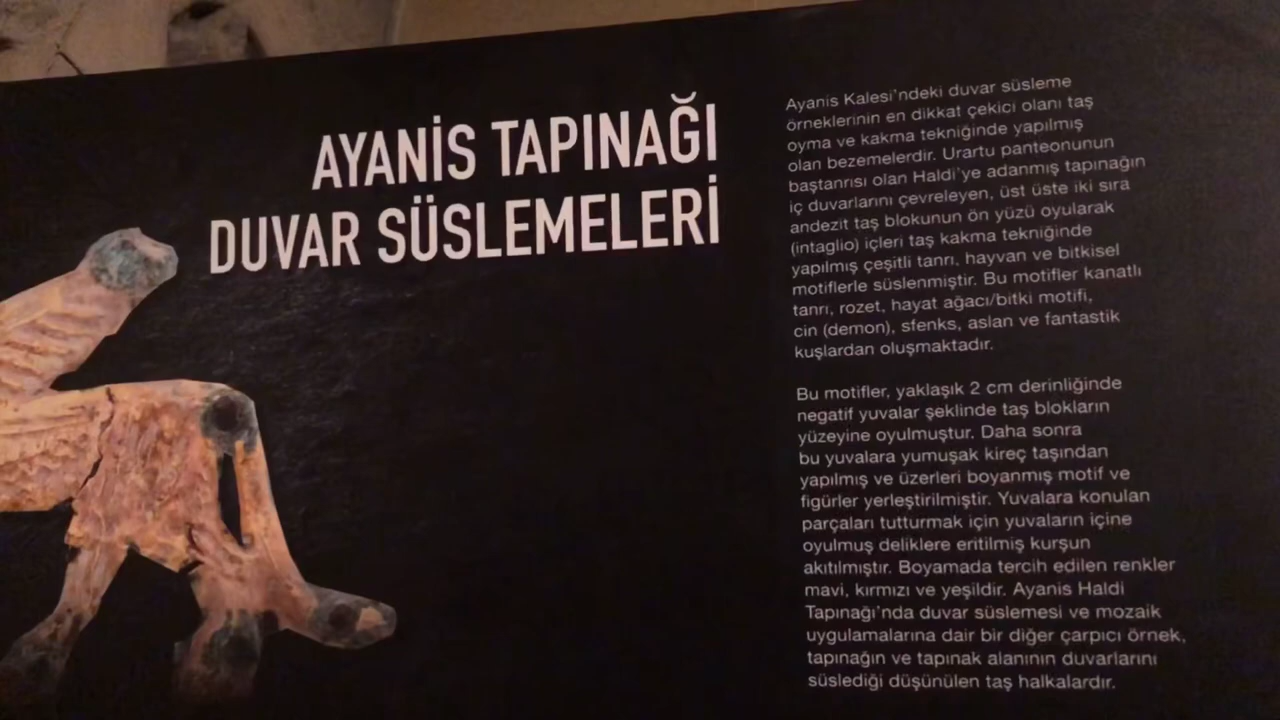 AYANİS TAPINAĞI
DUVAR SÜSLEMELERİ
Ayanis Kalesi'ndeki duvar süsleme
örneklerinin en dikkat çekici olanı taş
oyma ve kakma tekniğinde yapılmış
olan bezemelerdir. Urartu panteonunun
baştanrısı olan Haldi'ye adanmış tapınağın
iç duvarlarını çevreleyen, üst üste iki sıra
andezit taş blokunun ön yüzü oyularak
(intaglio) içleri taş kakma tekniğinde
yapılmış çeşitli tanrı, hayvan ve bitkisel
motiflerle süslenmiştir. Bu motifler kanatlı
tanrı, rozet, hayat ağacı/bitki motifi,
cin (demon), sfenks, aslan ve fantastik
kuşlardan oluşmaktadır.
Bu motifler, yaklaşık 2 cm derinliğinde
negatif yuvalar şeklinde taş blokların
yüzeyine oyulmuştur. Daha sonra
bu yuvalara yumuşak kireç taşından
yapılmış ve üzerleri boyanmış motif ve
figürler yerleştirilmiştir. Yuvalara konulan
parçaları tutturmak için yuvaların içine
oyulmuş deliklere eritilmiş kurşun
akıtılmıştır. Boyamada tercih edilen renkler
mavi, kırmızı ve yeşildir. Ayanis Haldi
Tapınağı'nda duvar süslemesi ve mozaik
uygulamalarına dair bir diğer çarpıcı örnek,
tapınağın ve tapınak alanının duvarlarını
süslediği düşünülen taş halkalardır.